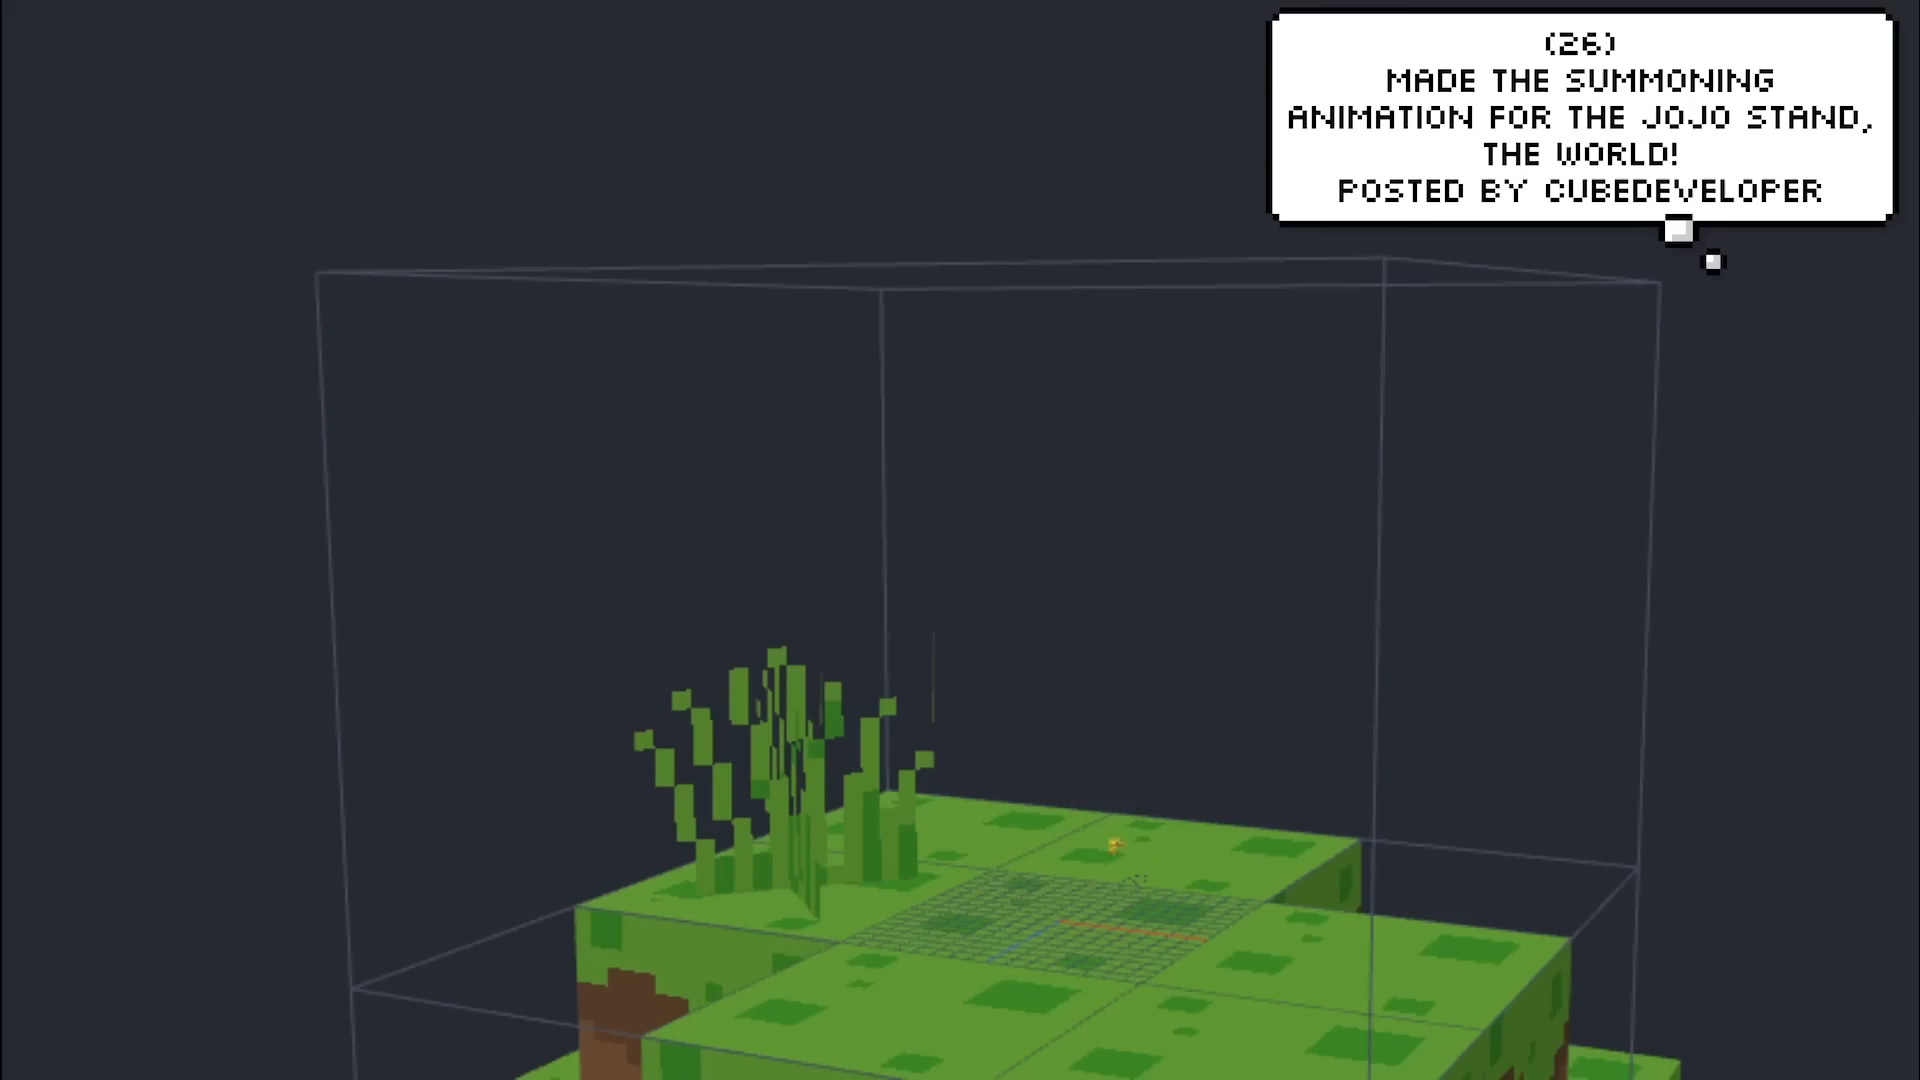 (26)
MADE THE SUMMONING
ANIMATION FOR THE JOJO STAND,
THE WORLD!
POSTED BY CUBEDEVELOPER